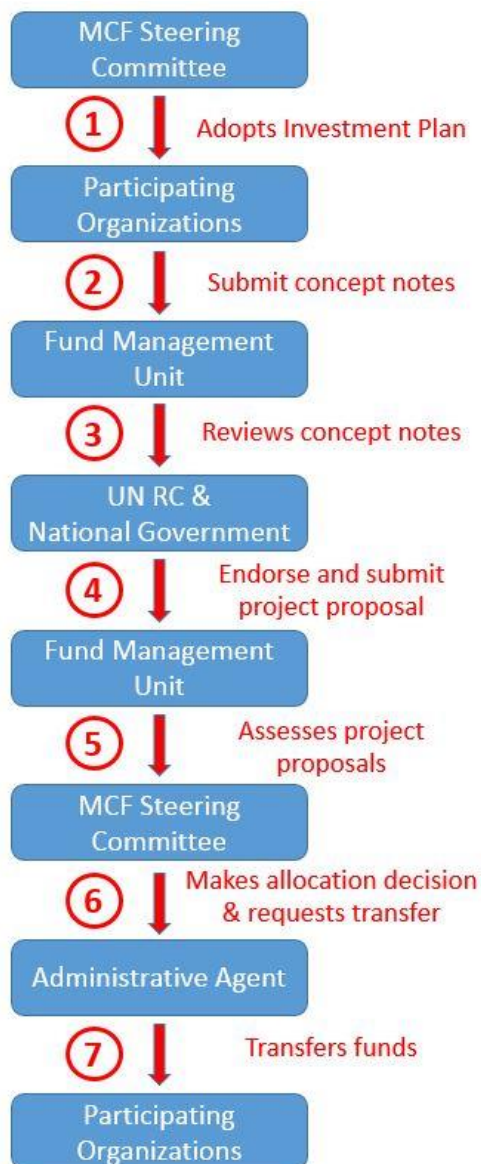 MCF Steering
Committee
1
Adopts Investment Plan
Participating
Organizations
2
Submit concept notes
Fund Management
Unit
3
Reviews concept notes
UN RC &
National Government
4
Endorse and submit
project proposal
Fund Management
Unit
5
Assesses project
proposals
MCF Steering
Committee
6
Makes allocation decision
& requests transfer
Administrative Agent
7
Transfers funds
Participating
Organizations